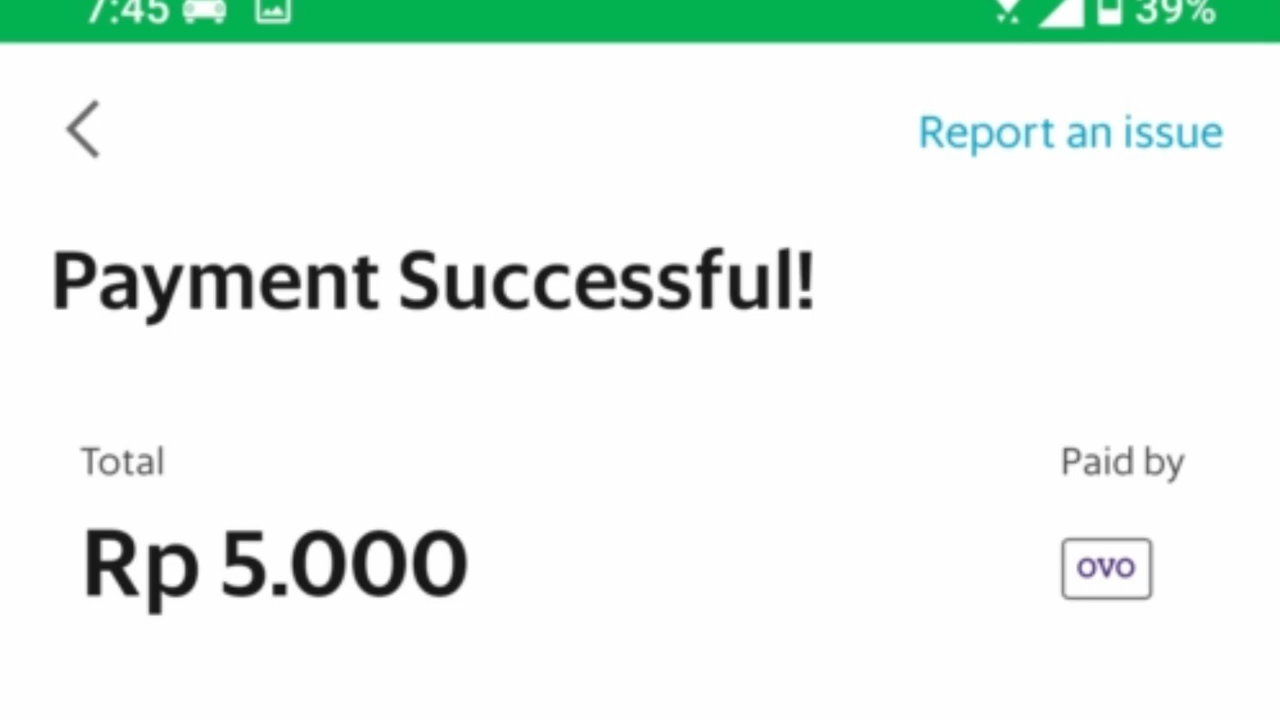 7:45 39%
Report an issue
Payment Successful!
Total Paid by
Rp 5.000 OVO